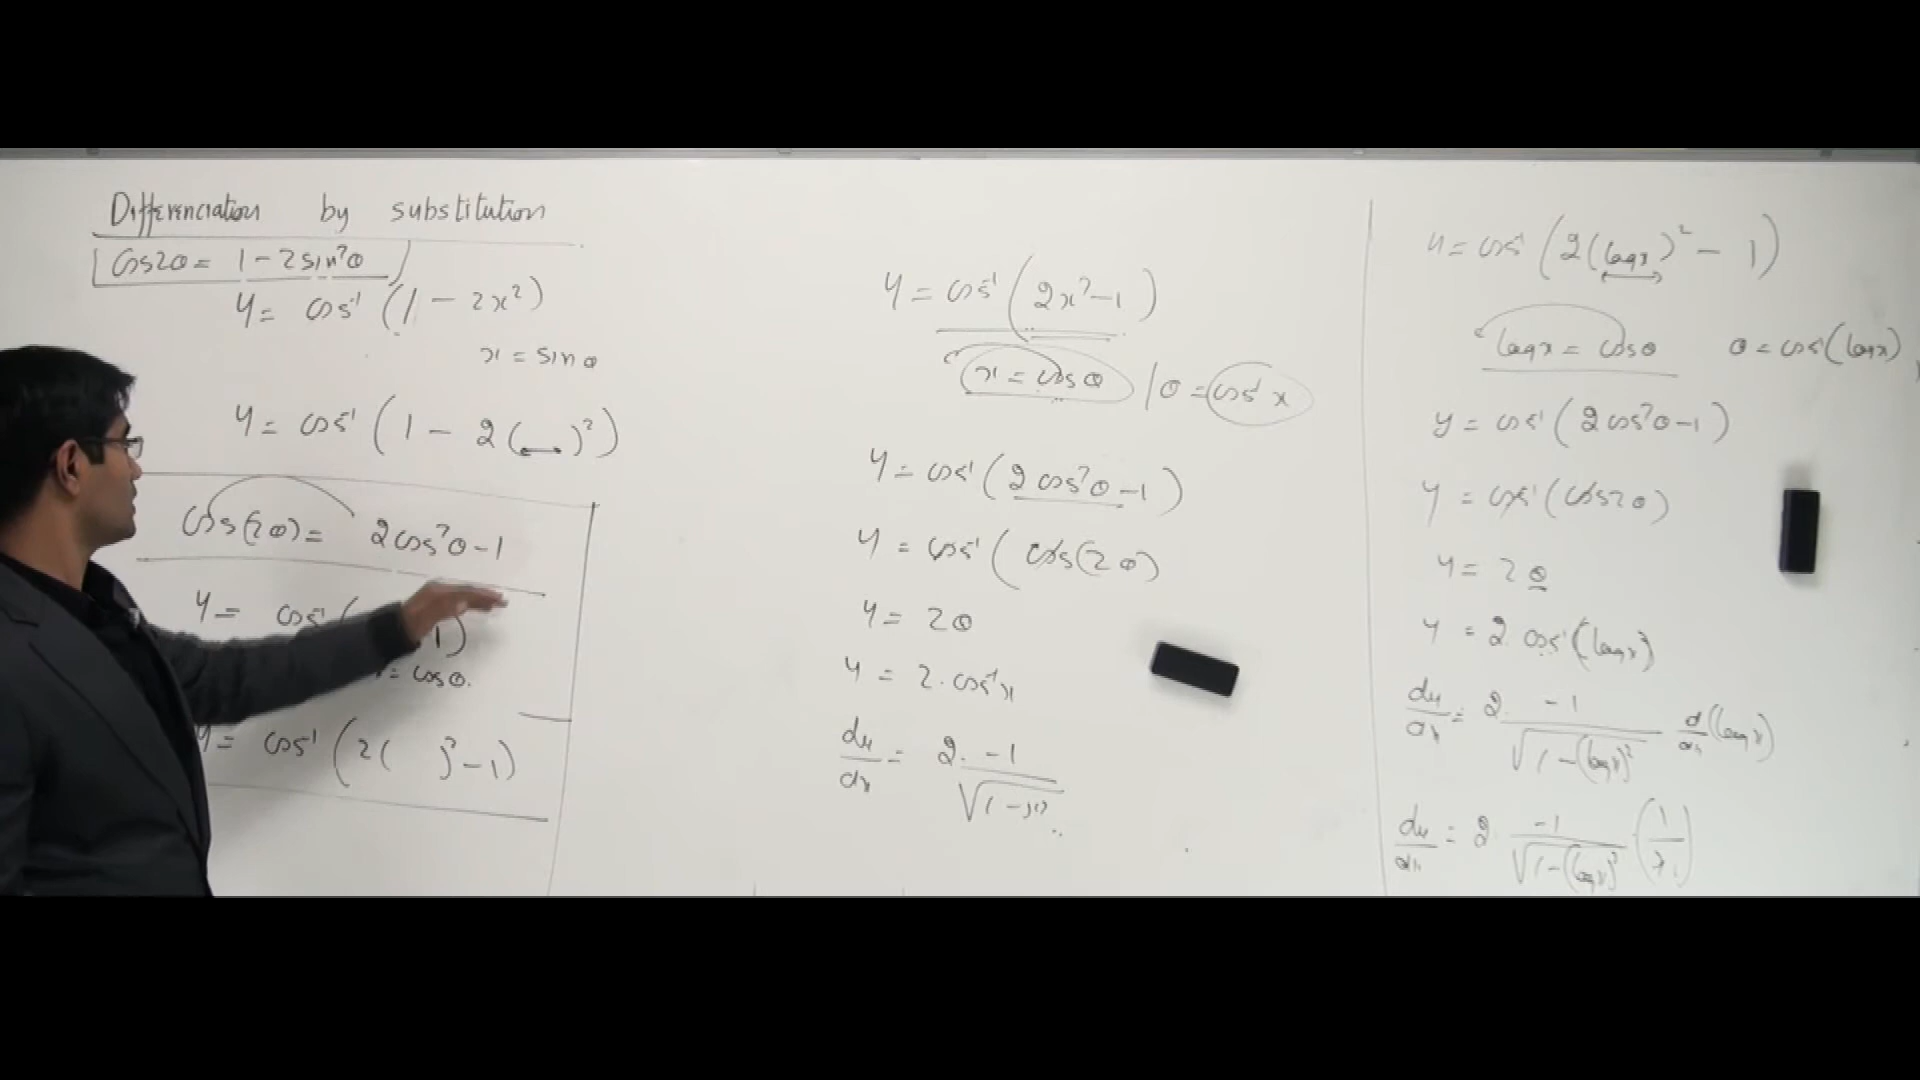 Differenciation by substitution
Cos2θ = 1 - 2sin²θ
y = cos⁻¹ (1 - 2x²)
x = sinθ
y = cos⁻¹ (1 - 2( )²)
Cos(2θ) = 2cos²θ - 1
y = cos⁻¹ (
1)
= cosθ.
y = cos⁻¹ (2( )² - 1)
y = cos⁻¹ (2x² - 1)
x = cosθ / θ = cos⁻¹x
y = cos⁻¹ (2cos²θ - 1)
y = cos⁻¹ (cos(2θ)
y = 2θ
y = 2.cos⁻¹x
dy/dx = 2. -1/√(1-x²)
y = cos⁻¹ (2(logx)² - 1)
logx = cosθ θ = cos⁻¹(logx)
y = cos⁻¹ (2cos²θ - 1)
y = cos⁻¹ (cos2θ)
y = 2θ
y = 2 cos⁻¹ (logx)
dy/dx = 2. -1/√(1-(logx)²) d/dx (logx)
dy/dx = 2 -1/√(1-(logx)²) . (1/x)